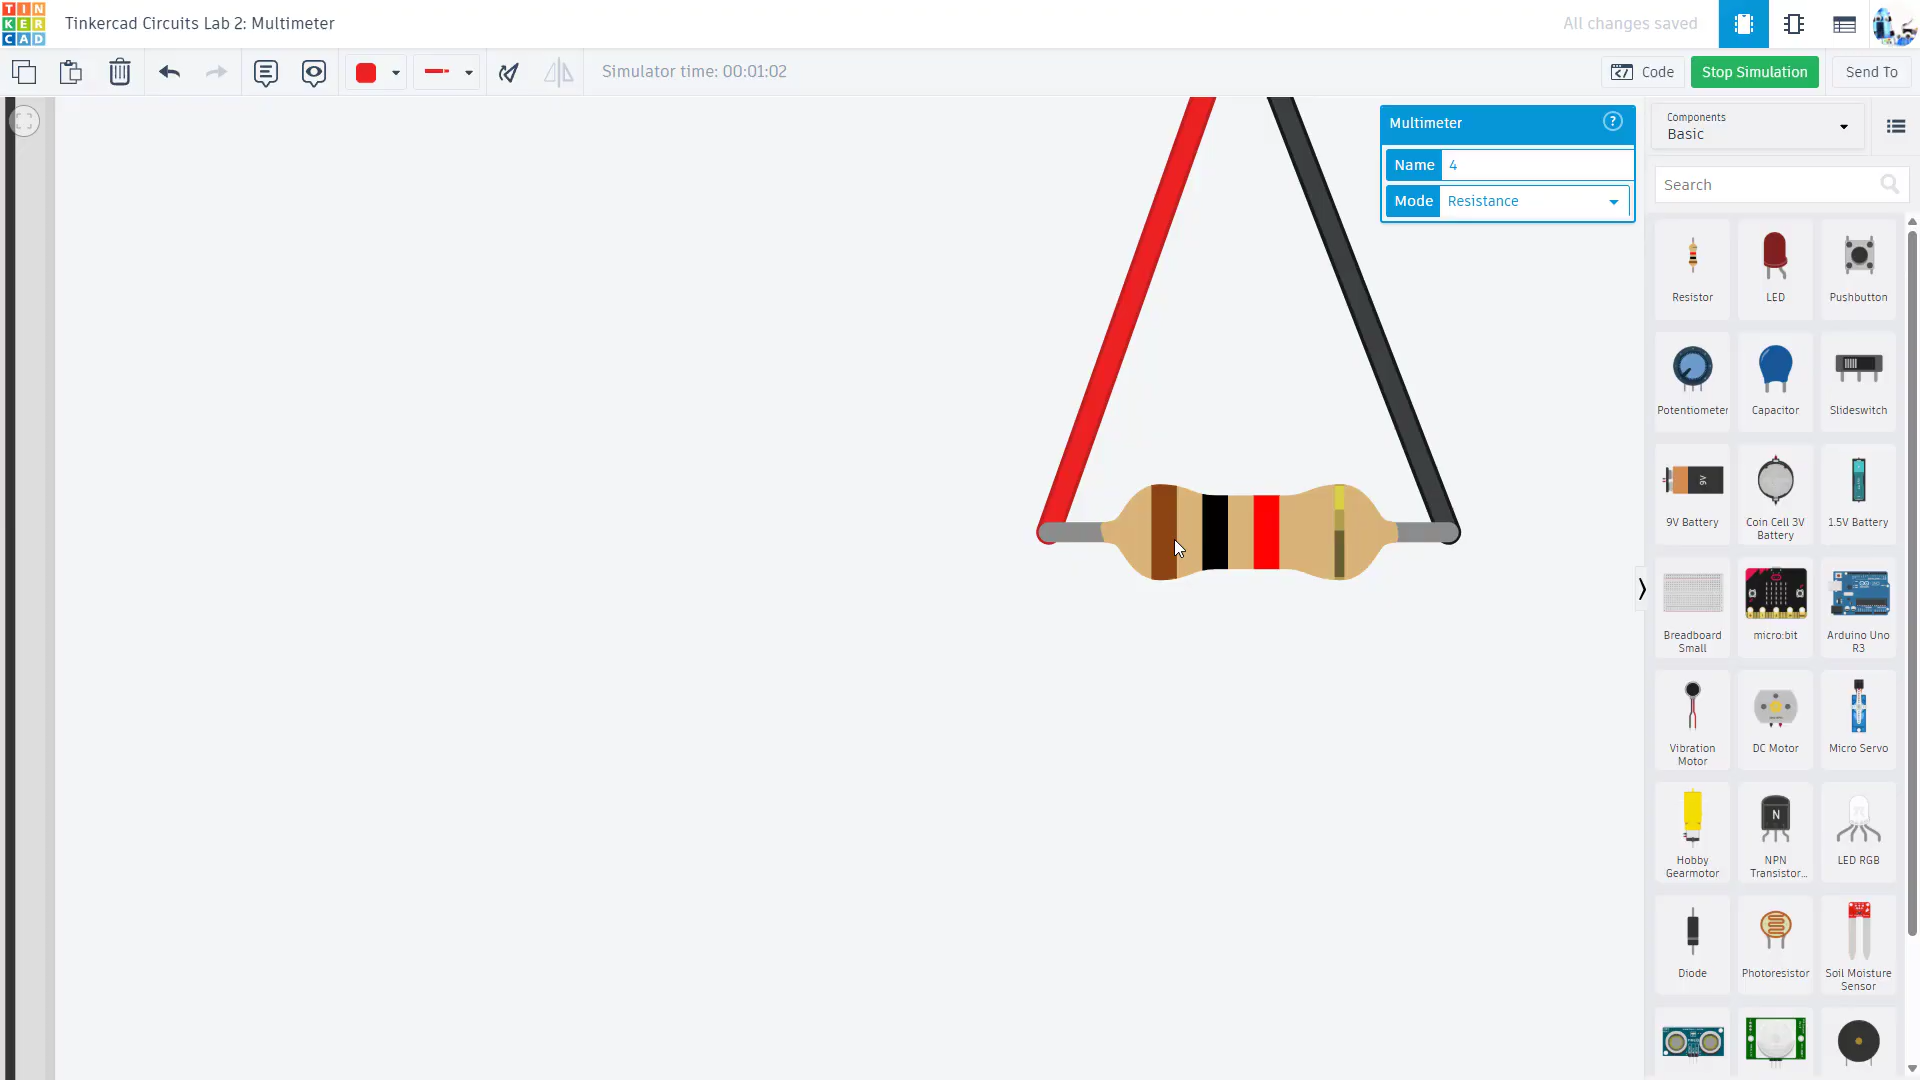 TIN
KER
CAD
Tinkercad Circuits Lab 2: Multimeter
All changes saved
Simulator time: 00:01:02
Code
Stop Simulation
Send To
Multimeter
?
Name 4
Mode Resistance
Components
Basic
Search
Resistor
LED
Pushbutton
Potentiometer
Capacitor
Slideswitch
9V
9V Battery
Coin Cell 3V
Battery
1.5V Battery
Breadboard
Small
micro:bit
Arduino Uno
R3
Vibration
Motor
DC Motor
Micro Servo
Hobby
Gearmotor
N
NPN
Transistor...
LED RGB
Diode
Photoresistor
Soil Moisture
Sensor